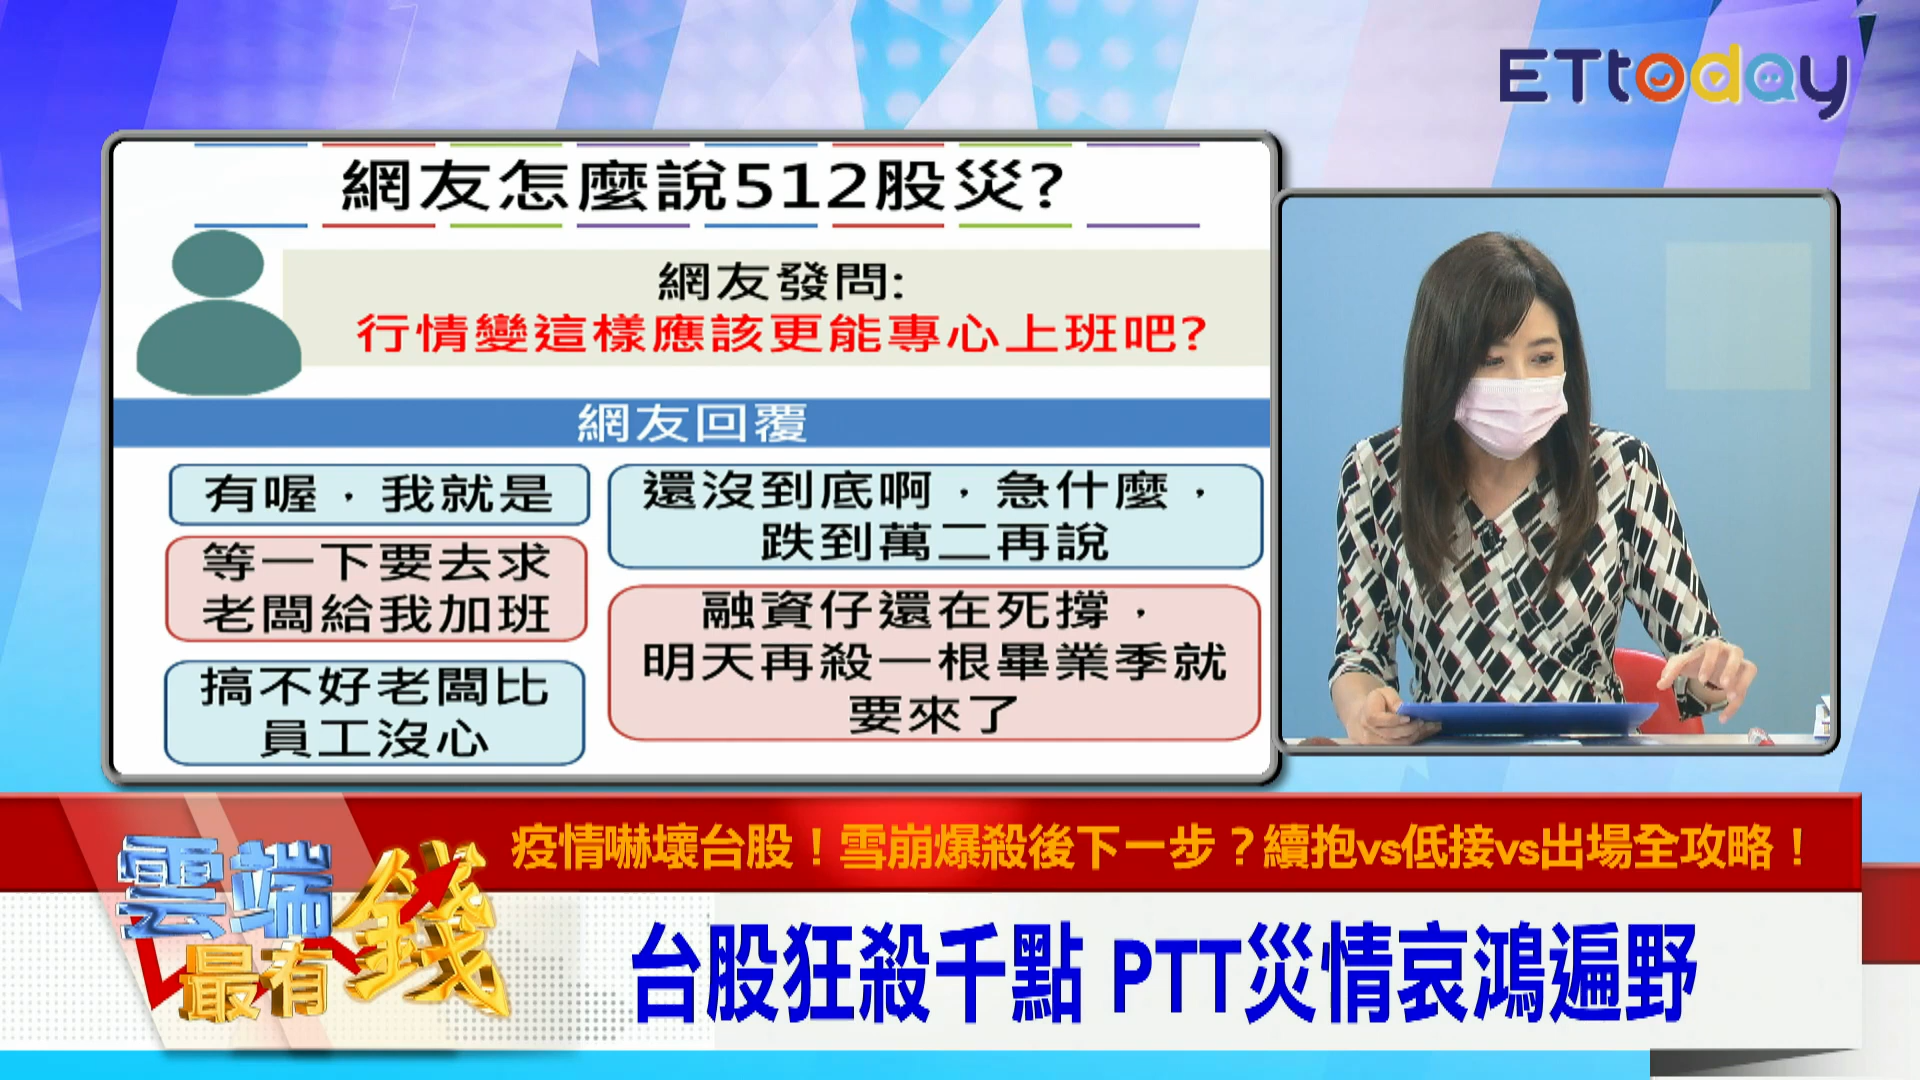 ETtoday
網友怎麼說512股災?
網友發問:
行情變這樣應該更能專心上班吧?
網友回覆
有喔，我就是
等一下要去求
老闆給我加班
搞不好老闆比
員工沒心
還沒到底啊，急什麼，
跌到萬二再說
融資仔還在死撐，
明天再殺一根畢業季就
要來了
疫情嚇壞台股！雪崩爆殺後下一步？續抱vs低接vs出場全攻略！
雲端
最有錢
台股狂殺千點 PTT災情哀鴻遍野